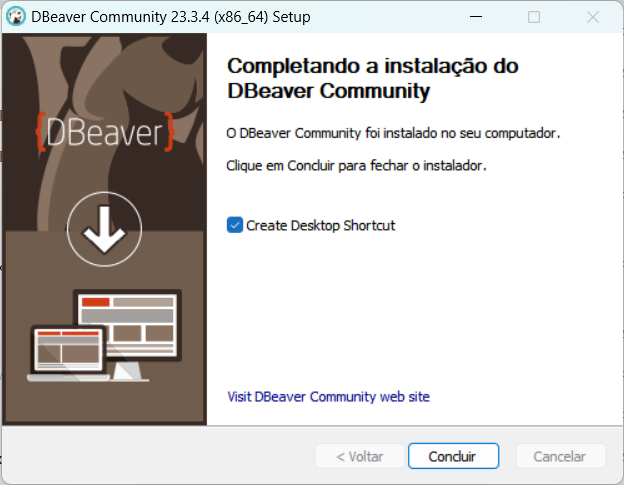 DBeaver Community 23.3.4 (x86_64) Setup
{DBeaver}
Completando a instalação do
DBeaver Community
O DBeaver Community foi instalado no seu computador.
Clique em Concluir para fechar o instalador.
Create Desktop Shortcut
Visit DBeaver Community web site
< Voltar
Concluir
Cancelar